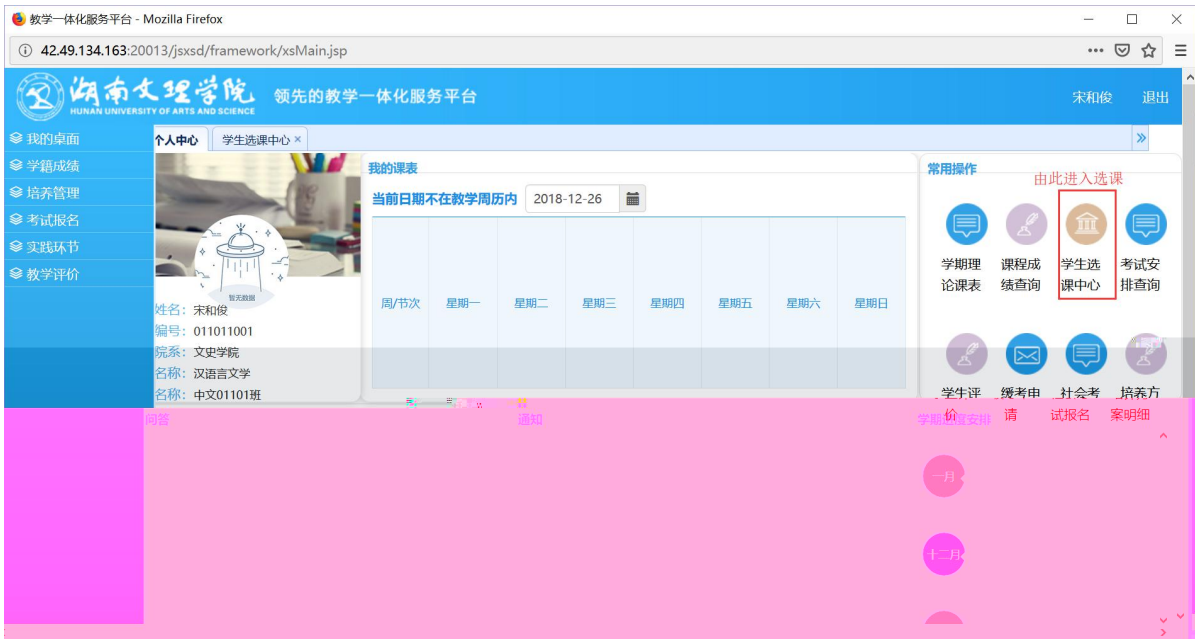 教学一体化服务平台 - Mozilla Firefox
42.49.134.163:20013/jsxsd/framework/xsMain.jsp
湖南文理学院
HUNAN UNIVERSITY OF ARTS AND SCIENCE
领先的教学一体化服务平台
宋和俊 退出
我的桌面
学籍成绩
培养管理
考试报名
实践环节
教学评价
个人中心 学生选课中心 ×
暂无数据
姓名：宋和俊
编号：011011001
院系：文史学院
名称：汉语言文学
名称：中文01101班
我的课表
当前日期不在教学周历内 2018-12-26
周/节次 星期一 星期二 星期三 星期四 星期五 星期六 星期日
常用操作
由此进入选课
学期理论课表
课程成绩查询
学生选课中心
考试安排查询
学生评价
缓考申请
社会考试报名
培养方案明细
问答
通知
学期进度安排
一月
十二月